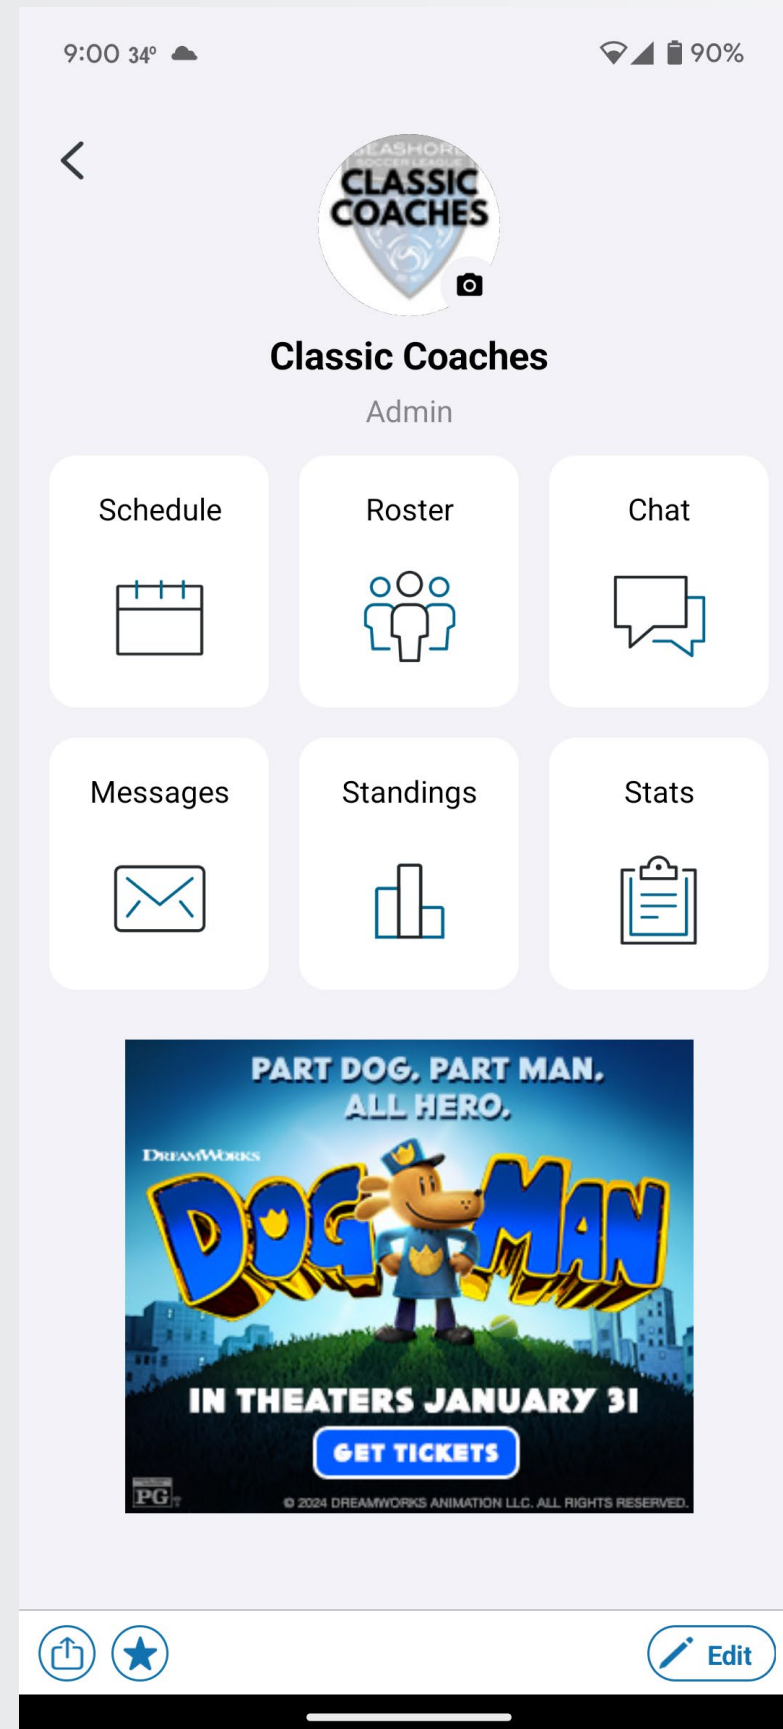 9:00 34° 90%
SEASHORE
SOCCER LEAGUE
CLASSIC
COACHES
Classic Coaches
Admin
Schedule Roster Chat
Messages Standings Stats
PART DOG. PART MAN.
ALL HERO.
DREAMWORKS
DOG MAN
IN THEATERS JANUARY 31
GET TICKETS
PG
© 2024 DREAMWORKS ANIMATION LLC. ALL RIGHTS RESERVED.
Edit